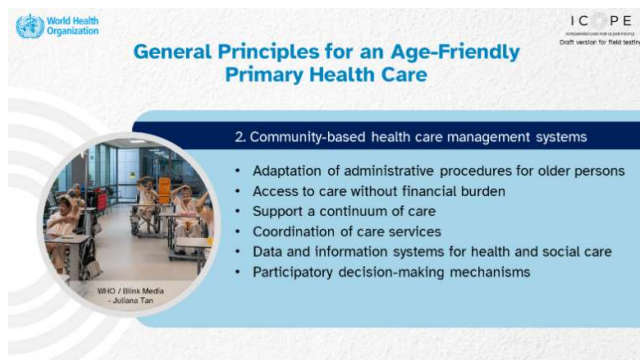 World Health
Organization
I C O P E
Draft version for field testing
General Principles for an Age-Friendly
Primary Health Care
2. Community-based health care management systems
• Adaptation of administrative procedures for older persons
• Access to care without financial burden
• Support a continuum of care
• Coordination of care services
• Data and information systems for health and social care
• Participatory decision-making mechanisms
WHO / Blink Media
- Juliana Tan